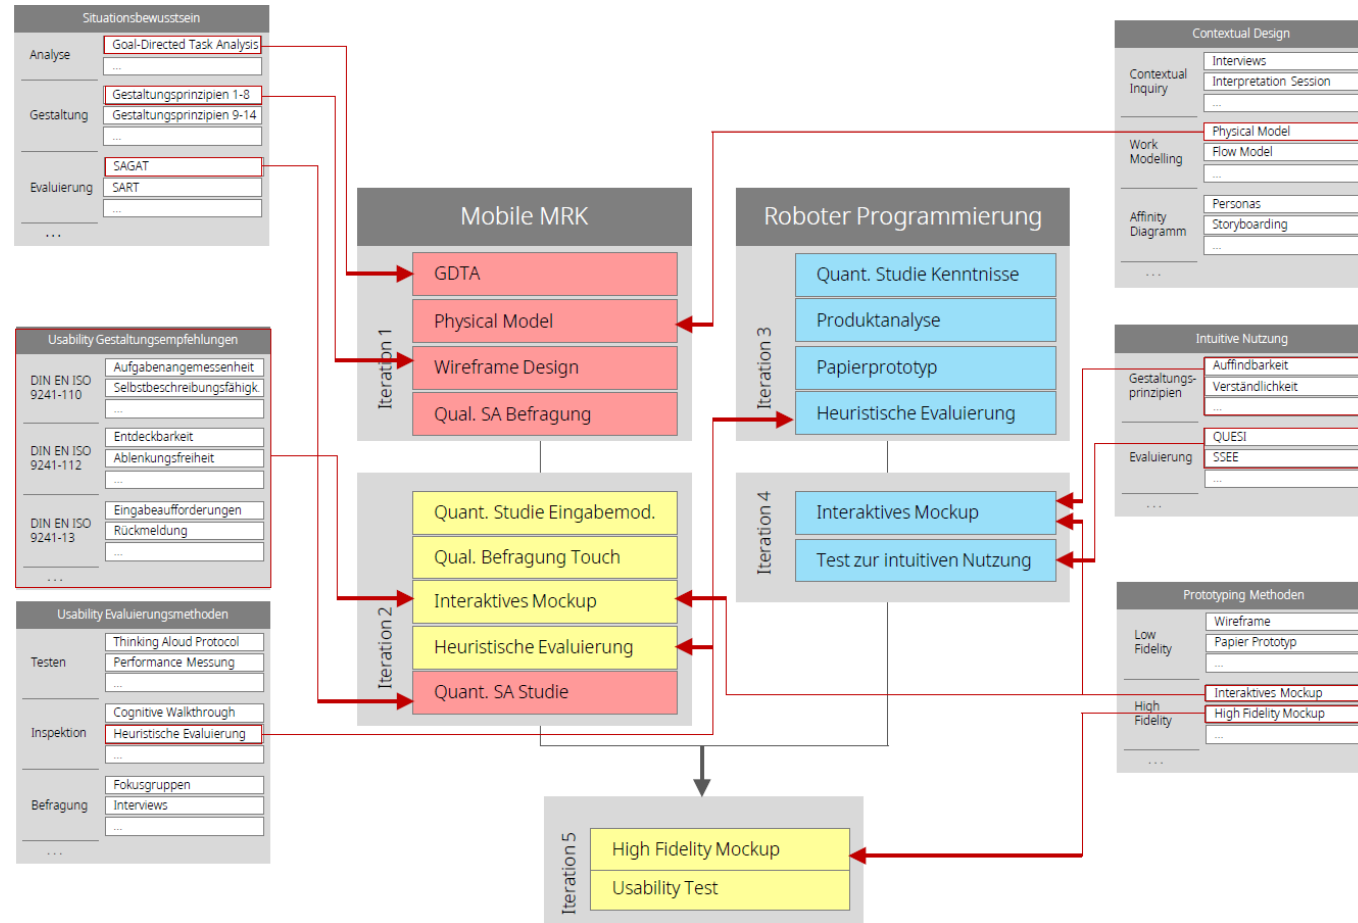 Situationsbewusstsein
Analyse
Goal-Directed Task Analysis
...
Gestaltung
Gestaltungsprinzipien 1-8
Gestaltungsprinzipien 9-14
...
Evaluierung
SAGAT
SART
...
...
Usability Gestaltungsempfehlungen
DIN EN ISO
9241-110
Aufgabenangemessenheit
Selbstbeschreibungsfähigk.
...
DIN EN ISO
9241-112
Entdeckbarkeit
Ablenkungsfreiheit
...
DIN EN ISO
9241-13
Eingabeaufforderungen
Rückmeldung
...
...
Usability Evaluierungsmethoden
Testen
Thinking Aloud Protocol
Performance Messung
...
Inspektion
Cognitive Walkthrough
Heuristische Evaluierung
...
Befragung
Fokusgruppen
Interviews
...
...
Mobile MRK
Iteration 1
GDTA
Physical Model
Wireframe Design
Qual. SA Befragung
Iteration 2
Quant. Studie Eingabemod.
Qual. Befragung Touch
Interaktives Mockup
Heuristische Evaluierung
Quant. SA Studie
Roboter Programmierung
Iteration 3
Quant. Studie Kenntnisse
Produktanalyse
Papierprototyp
Heuristische Evaluierung
Iteration 4
Interaktives Mockup
Test zur intuitiven Nutzung
Iteration 5
High Fidelity Mockup
Usability Test
Contextual Design
Contextual
Inquiry
Interviews
Interpretation Session
...
Work
Modelling
Physical Model
Flow Model
...
Affinity
Diagramm
Personas
Storyboarding
...
...
Intuitive Nutzung
Gestaltungs-
prinzipien
Auffindbarkeit
Verständlichkeit
...
Evaluierung
QUESI
SSEE
...
...
Prototyping Methoden
Low
Fidelity
Wireframe
Papier Prototyp
...
High
Fidelity
Interaktives Mockup
High Fidelity Mockup
...
...